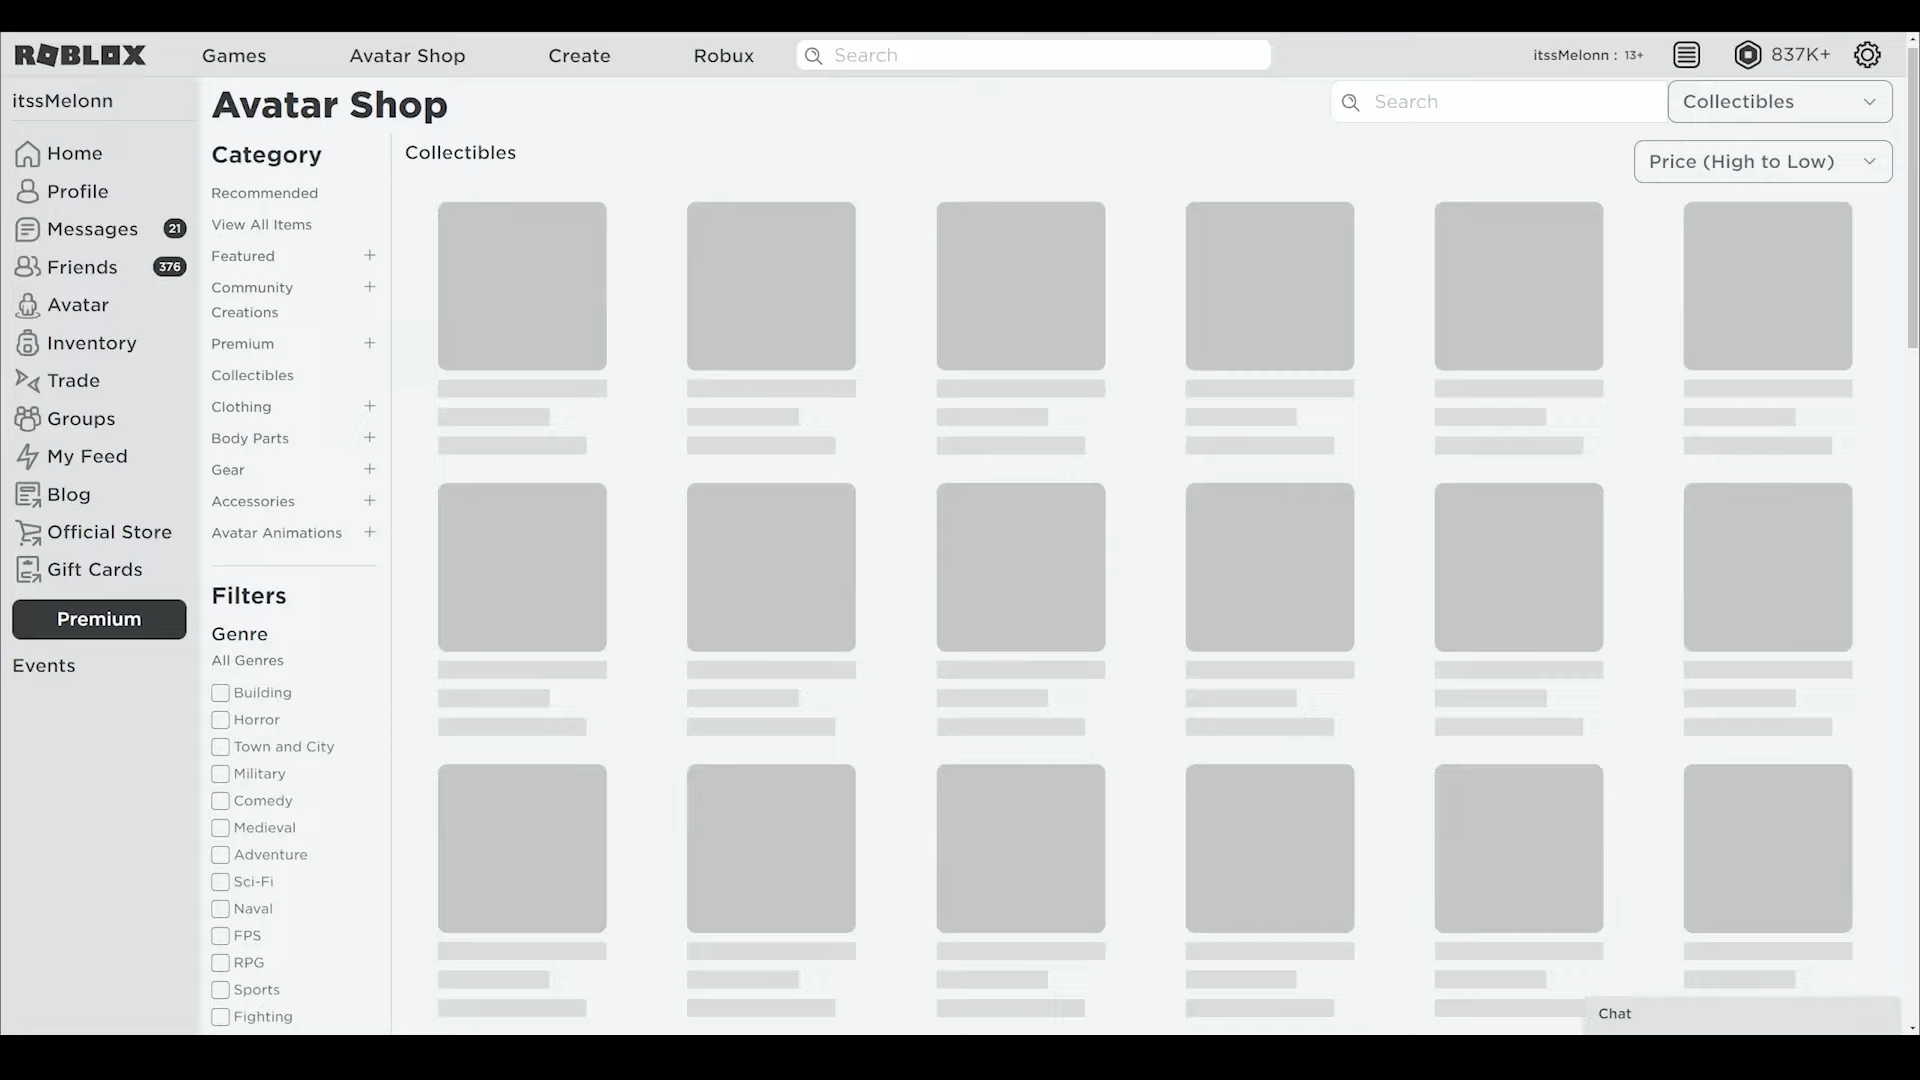 ROBLOX Games Avatar Shop Create Robux Search itssMelonn : 13+ 837K+
itssMelonn
Home
Profile
Messages 21
Friends 376
Avatar
Inventory
Trade
Groups
My Feed
Blog
Official Store
Gift Cards
Premium
Events
Avatar Shop
Search
Collectibles
Category
Recommended
View All Items
Featured +
Community +
Creations
Premium +
Collectibles
Clothing +
Body Parts +
Gear +
Accessories +
Avatar Animations +
Filters
Genre
All Genres
Building
Horror
Town and City
Military
Comedy
Medieval
Adventure
Sci-Fi
Naval
FPS
RPG
Sports
Fighting
Collectibles
Price (High to Low)
Chat